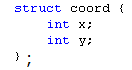 struct coord {
    int x;
    int y;
} ;